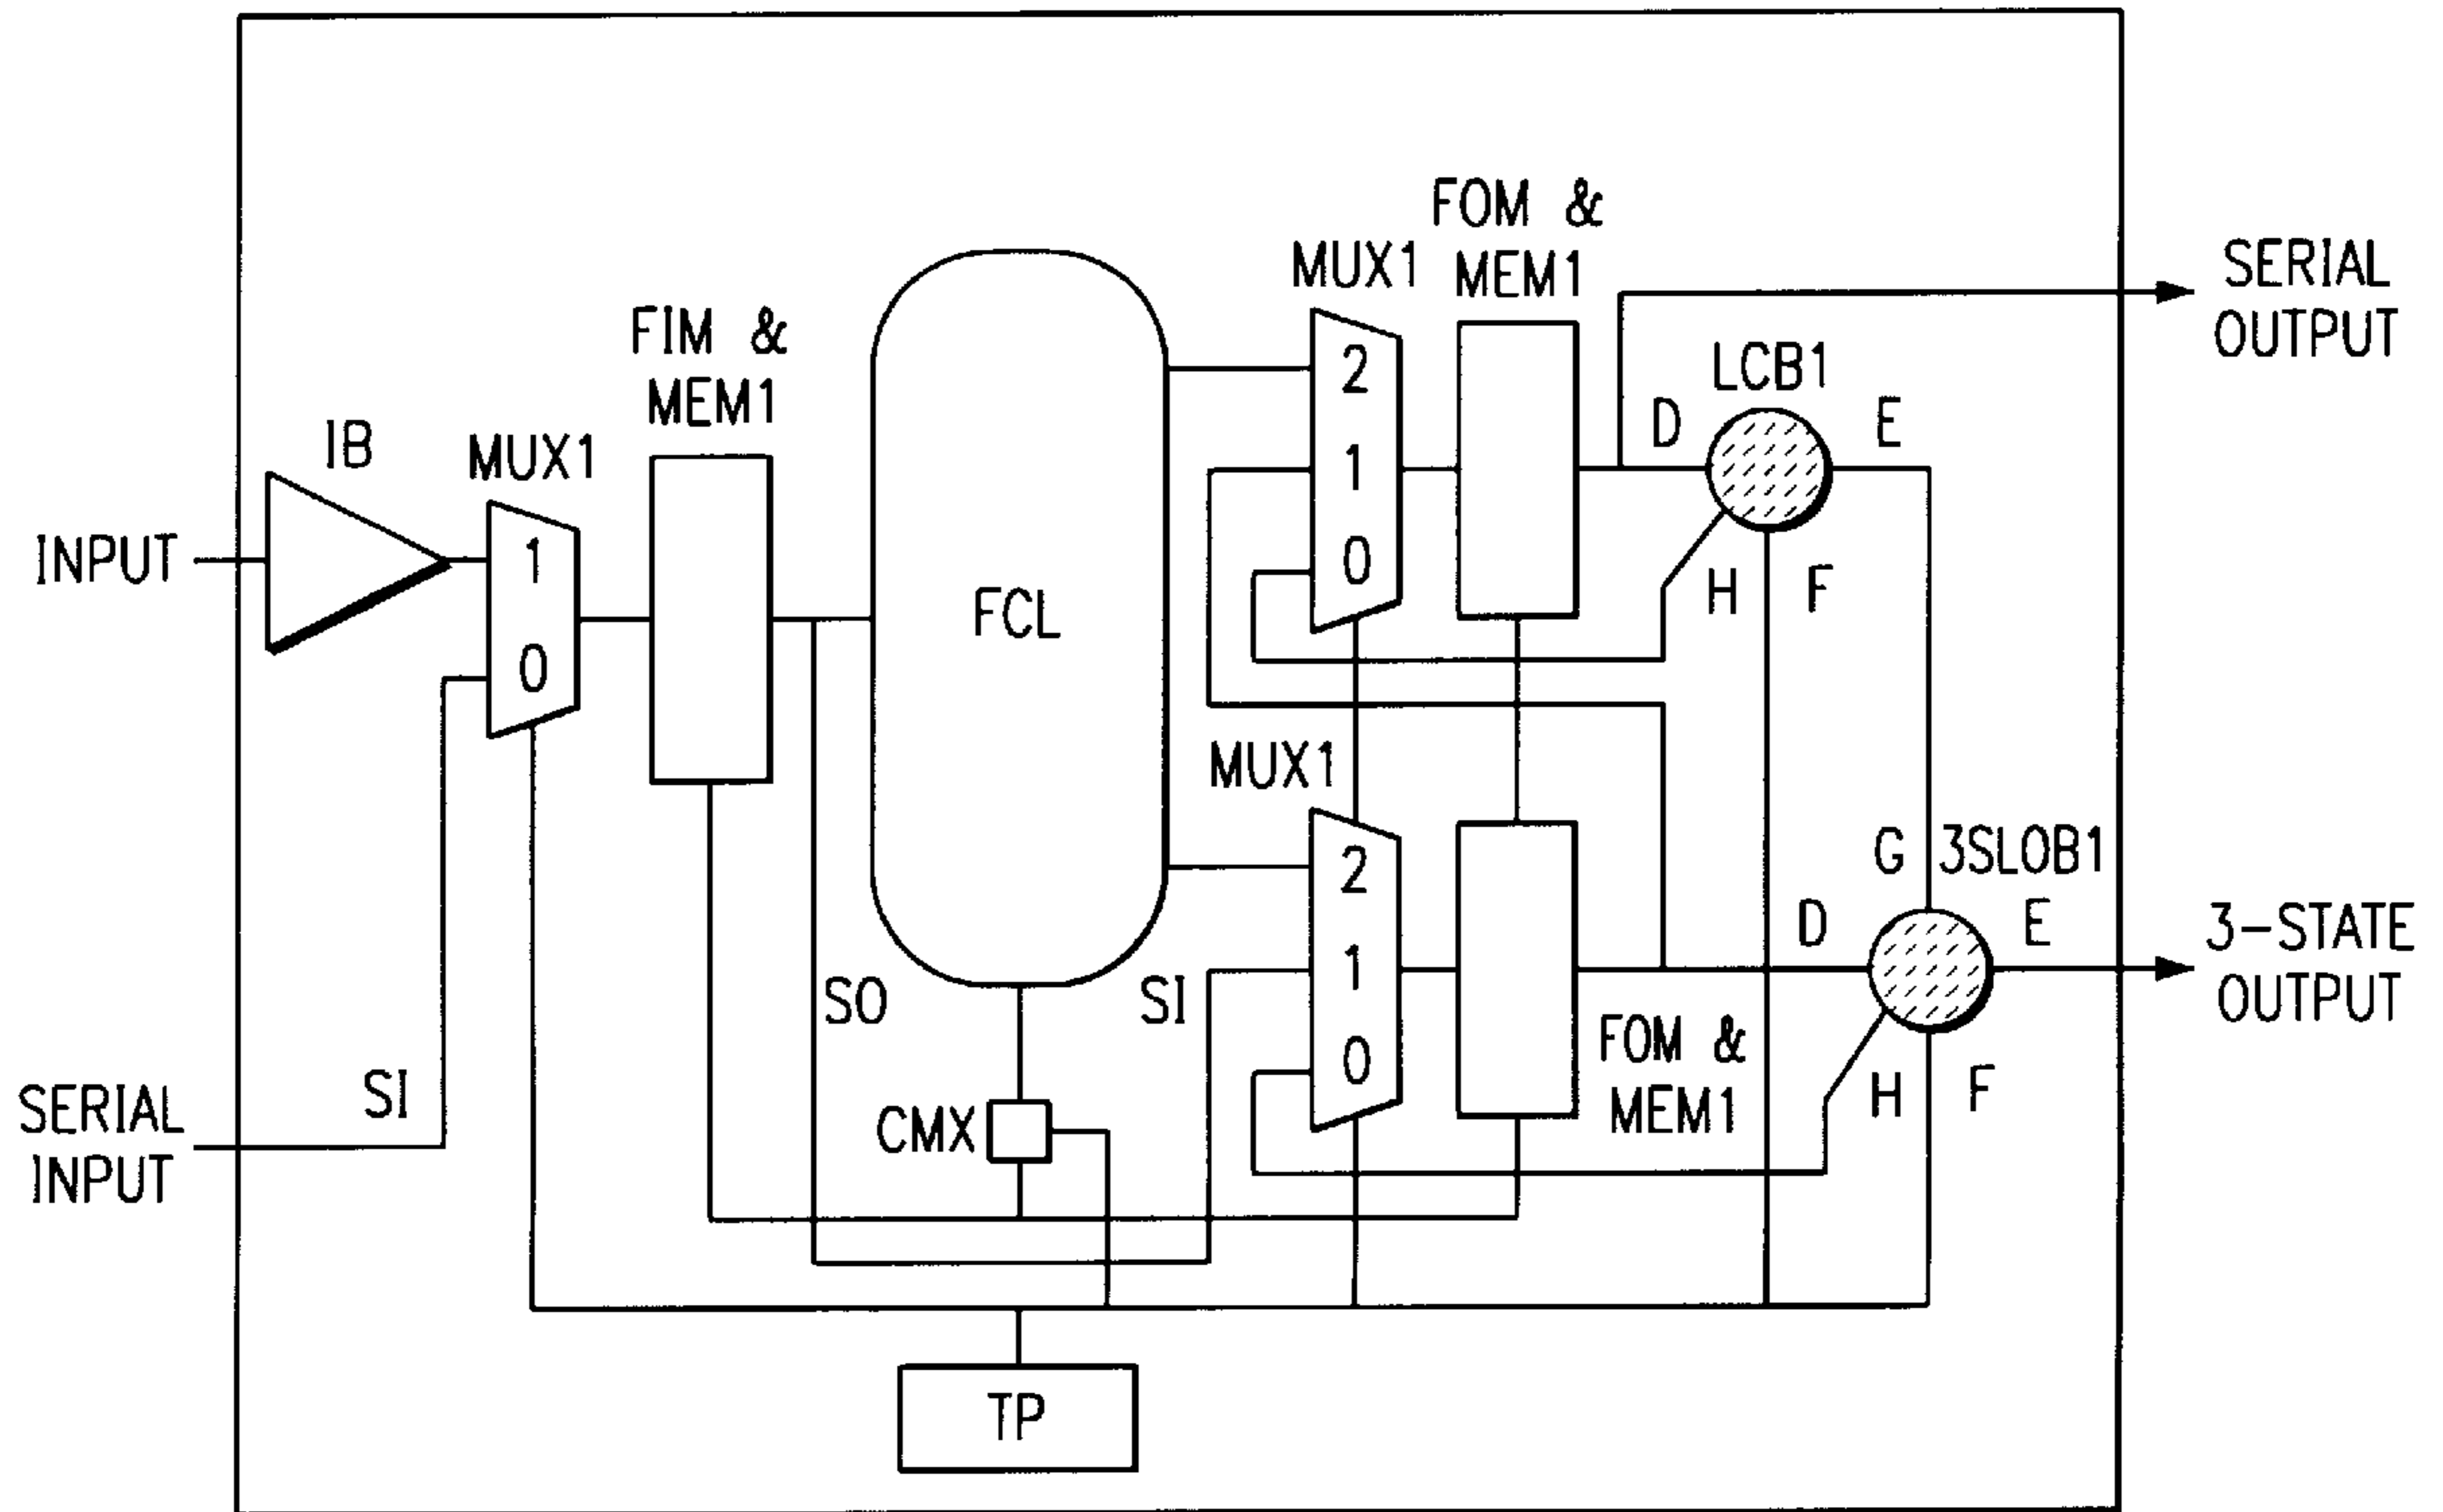 FOM &
MEM1
MUX1
SERIAL
OUTPUT
FIM &
MEM1
LCB1
IB
MUX1
2
D
E
1
INPUT
1
0
FCL
H
F
0
MUX1
G
3SLOB1
2
D
E
3-STATE
OUTPUT
1
SO
SI
FOM &
MEM1
0
H
F
SI
CMX
SERIAL
INPUT
TP